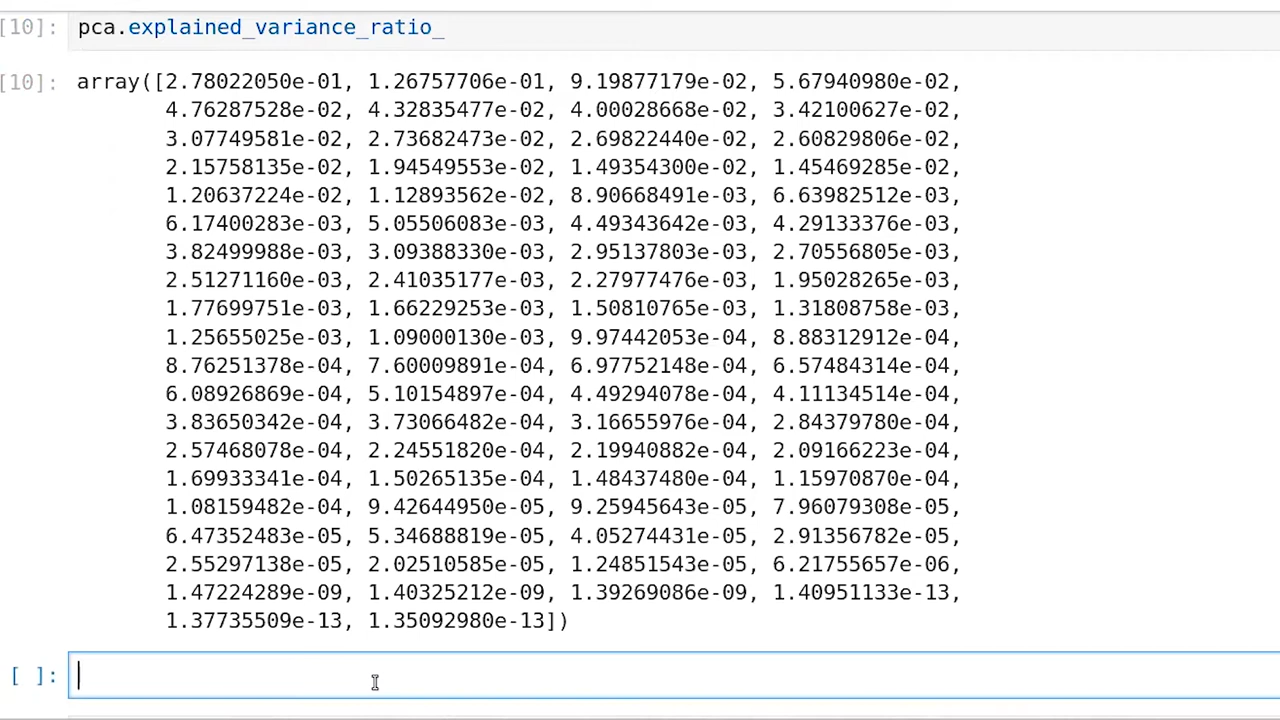 [10]: pca.explained_variance_ratio_
[10]: array([2.78022050e-01, 1.26757706e-01, 9.19877179e-02, 5.67940980e-02,
4.76287528e-02, 4.32835477e-02, 4.00028668e-02, 3.42100627e-02,
3.07749581e-02, 2.73682473e-02, 2.69822440e-02, 2.60829806e-02,
2.15758135e-02, 1.94549553e-02, 1.49354300e-02, 1.45469285e-02,
1.20637224e-02, 1.12893562e-02, 8.90668491e-03, 6.63982512e-03,
6.17400283e-03, 5.05506083e-03, 4.49343642e-03, 4.29133376e-03,
3.82499988e-03, 3.09388330e-03, 2.95137803e-03, 2.70556805e-03,
2.51271160e-03, 2.41035177e-03, 2.27977476e-03, 1.95028265e-03,
1.77699751e-03, 1.66229253e-03, 1.50810765e-03, 1.31808758e-03,
1.25655025e-03, 1.09000130e-03, 9.97442053e-04, 8.88312912e-04,
8.76251378e-04, 7.60009891e-04, 6.97752148e-04, 6.57484314e-04,
6.08926869e-04, 5.10154897e-04, 4.49294078e-04, 4.11134514e-04,
3.83650342e-04, 3.73066482e-04, 3.16655976e-04, 2.84379780e-04,
2.57468078e-04, 2.24551820e-04, 2.19940882e-04, 2.09166223e-04,
1.69933341e-04, 1.50265135e-04, 1.48437480e-04, 1.15970870e-04,
1.08159482e-04, 9.42644950e-05, 9.25945643e-05, 7.96079308e-05,
6.47352483e-05, 5.34688819e-05, 4.05274431e-05, 2.91356782e-05,
2.55297138e-05, 2.02510585e-05, 1.24851543e-05, 6.21755657e-06,
1.47224289e-09, 1.40325212e-09, 1.39269086e-09, 1.40951133e-13,
1.37735509e-13, 1.35092980e-13])
[ ]: